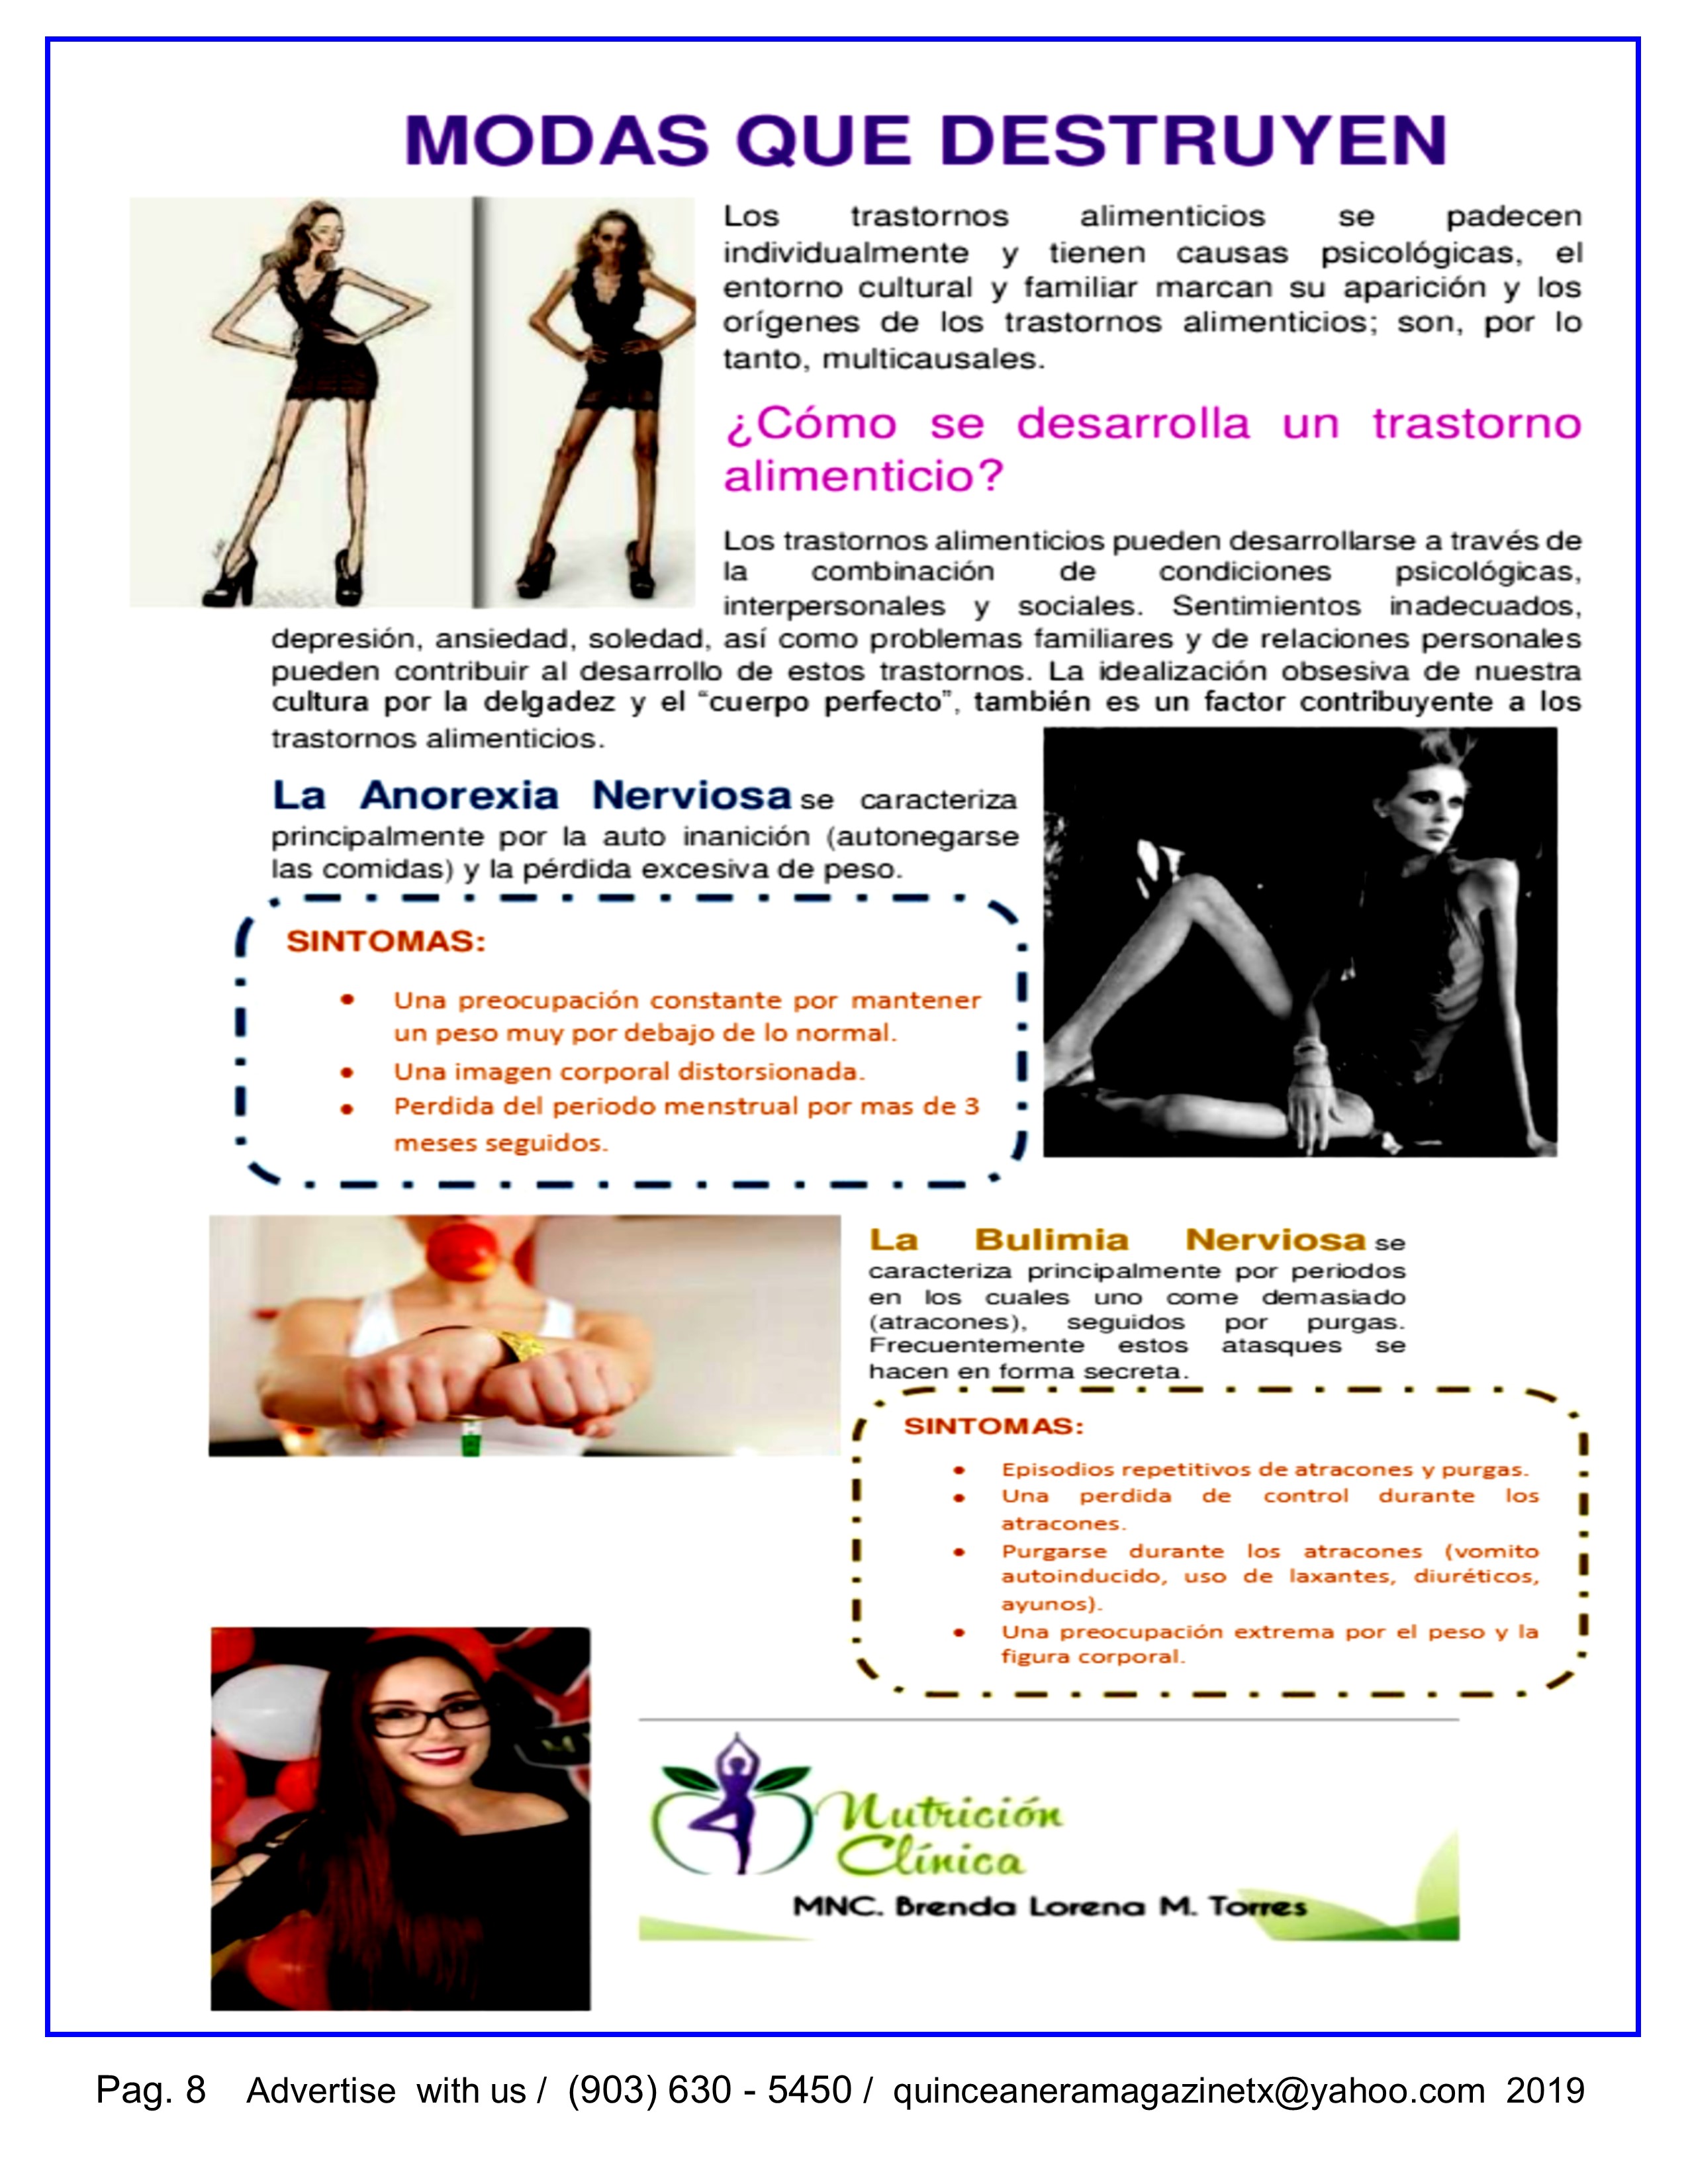 MODAS QUE DESTRUYEN
Los trastornos alimenticios se padecen
individualmente y tienen causas psicológicas, el
entorno cultural y familiar marcan su aparición y los
orígenes de los trastornos alimenticios; son, por lo
tanto, multicausales.
¿Cómo se desarrolla un trastorno
alimenticio?
Los trastornos alimenticios pueden desarrollarse a través de
la combinación de condiciones psicológicas,
interpersonales y sociales. Sentimientos inadecuados,
depresión, ansiedad, soledad, así como problemas familiares y de relaciones personales
pueden contribuir al desarrollo de estos trastornos. La idealización obsesiva de nuestra
cultura por la delgadez y el “cuerpo perfecto”, también es un factor contribuyente a los
trastornos alimenticios.
La Anorexia Nerviosa se caracteriza
principalmente por la auto inanición (autonegarse
las comidas) y la pérdida excesiva de peso.
SINTOMAS:
• Una preocupación constante por mantener
un peso muy por debajo de lo normal.
• Una imagen corporal distorsionada.
• Perdida del periodo menstrual por mas de 3
meses seguidos.
La Bulimia Nerviosa se
caracteriza principalmente por periodos
en los cuales uno come demasiado
(atracones), seguidos por purgas.
Frecuentemente estos atasques se
hacen en forma secreta.
SINTOMAS:
• Episodios repetitivos de atracones y purgas.
• Una perdida de control durante los
atracones.
• Purgarse durante los atracones (vomito
autoinducido, uso de laxantes, diuréticos,
ayunos).
• Una preocupación extrema por el peso y la
figura corporal.
Nutrición
Clínica
MNC. Brenda Lorena M. Torres
Pag. 8 Advertise with us / (903) 630 - 5450 / quinceaneramagazinetx@yahoo.com 2019